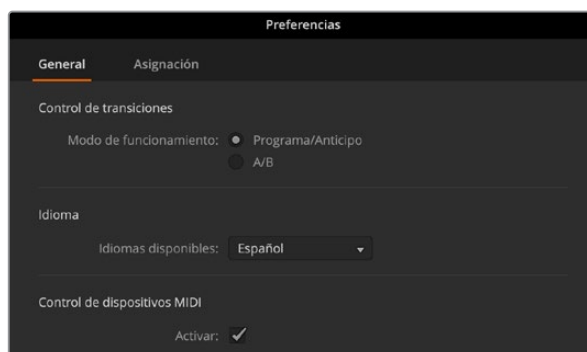 Preferencias
General Asignación
Control de transiciones
Modo de funcionamiento: Programa/Anticipo
A/B
Idioma
Idiomas disponibles: Español
Control de dispositivos MIDI
Activar: